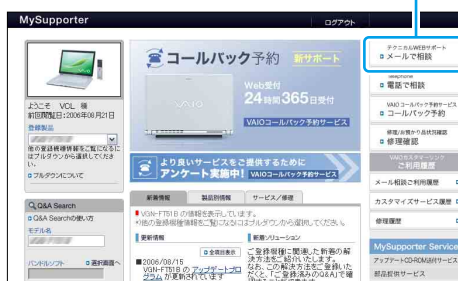 MySupporter
ログアウト
ようこそ VOL 様
前回閲覧日:2006年08月21日
登録製品
他の登録機種情報をご覧になるに
はプルダウンから選択してくださ
い。
プルダウンについて
Q&A Search
Q&A Searchの使い方
モデル名
バンドルソフト
選択画面へ
コールバック予約 新サポート
Web受付
24時間365日受付
VAIOコールバック予約サービス
より良いサービスをご提供するために
アンケート実施中! VAIOコールバック予約サービス
新着情報
製品別情報
サービス/修理
VGN-FT51B の情報を表示しています。
*)他の登録機種情報をご覧になるにはプルダウンから選択してください。
更新情報
全項目表示
■2006/08/15
VGN-FT51B の アップデートプロ
グラム が更新されています
新着ソリューション
ご登録機種に関連した新着の解
決方法をご紹介いたします。
なお、この解決方法をご登録いた
だくと、「ご登録済みのQ&A」で確
テクニカルWEBサポート
メールで相談
電話で相談
VAIOコールバック予約サービス
コールバック予約
修理/お預かり品状況確認
修理確認
VAIOカスタマーリンク
ご利用履歴
メール相談ご利用履歴
カスタマイズサービス履歴
修理履歴
MySupporter Service
アップデートCD-ROM送付サービス
部品提供サービス